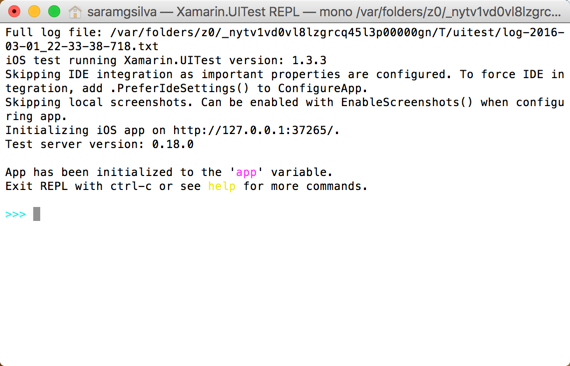 saramgsilva — Xamarin.UITest REPL — mono /var/folders/z0/_nytv1vd0vl8lzgrc...
Full log file: /var/folders/z0/_nytv1vd0vl8lzgrcq45l3p00000gn/T/uitest/log-2016-
03-01_22-33-38-718.txt
iOS test running Xamarin.UITest version: 1.3.3
Skipping IDE integration as important properties are configured. To force IDE in
tegration, add .PreferIdeSettings() to ConfigureApp.
Skipping local screenshots. Can be enabled with EnableScreenshots() when configu
ring app.
Initializing iOS app on http://127.0.0.1:37265/.
Test server version: 0.18.0
App has been initialized to the 'app' variable.
Exit REPL with ctrl-c or see help for more commands.
>>>